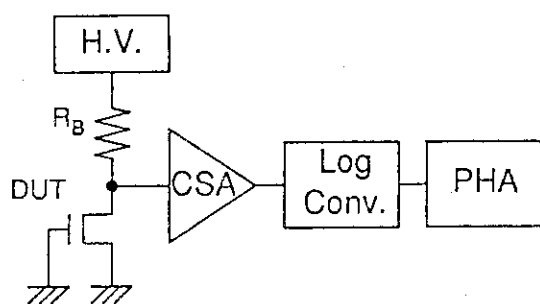 H.V.
R_B
DUT
CSA
Log
Conv.
PHA